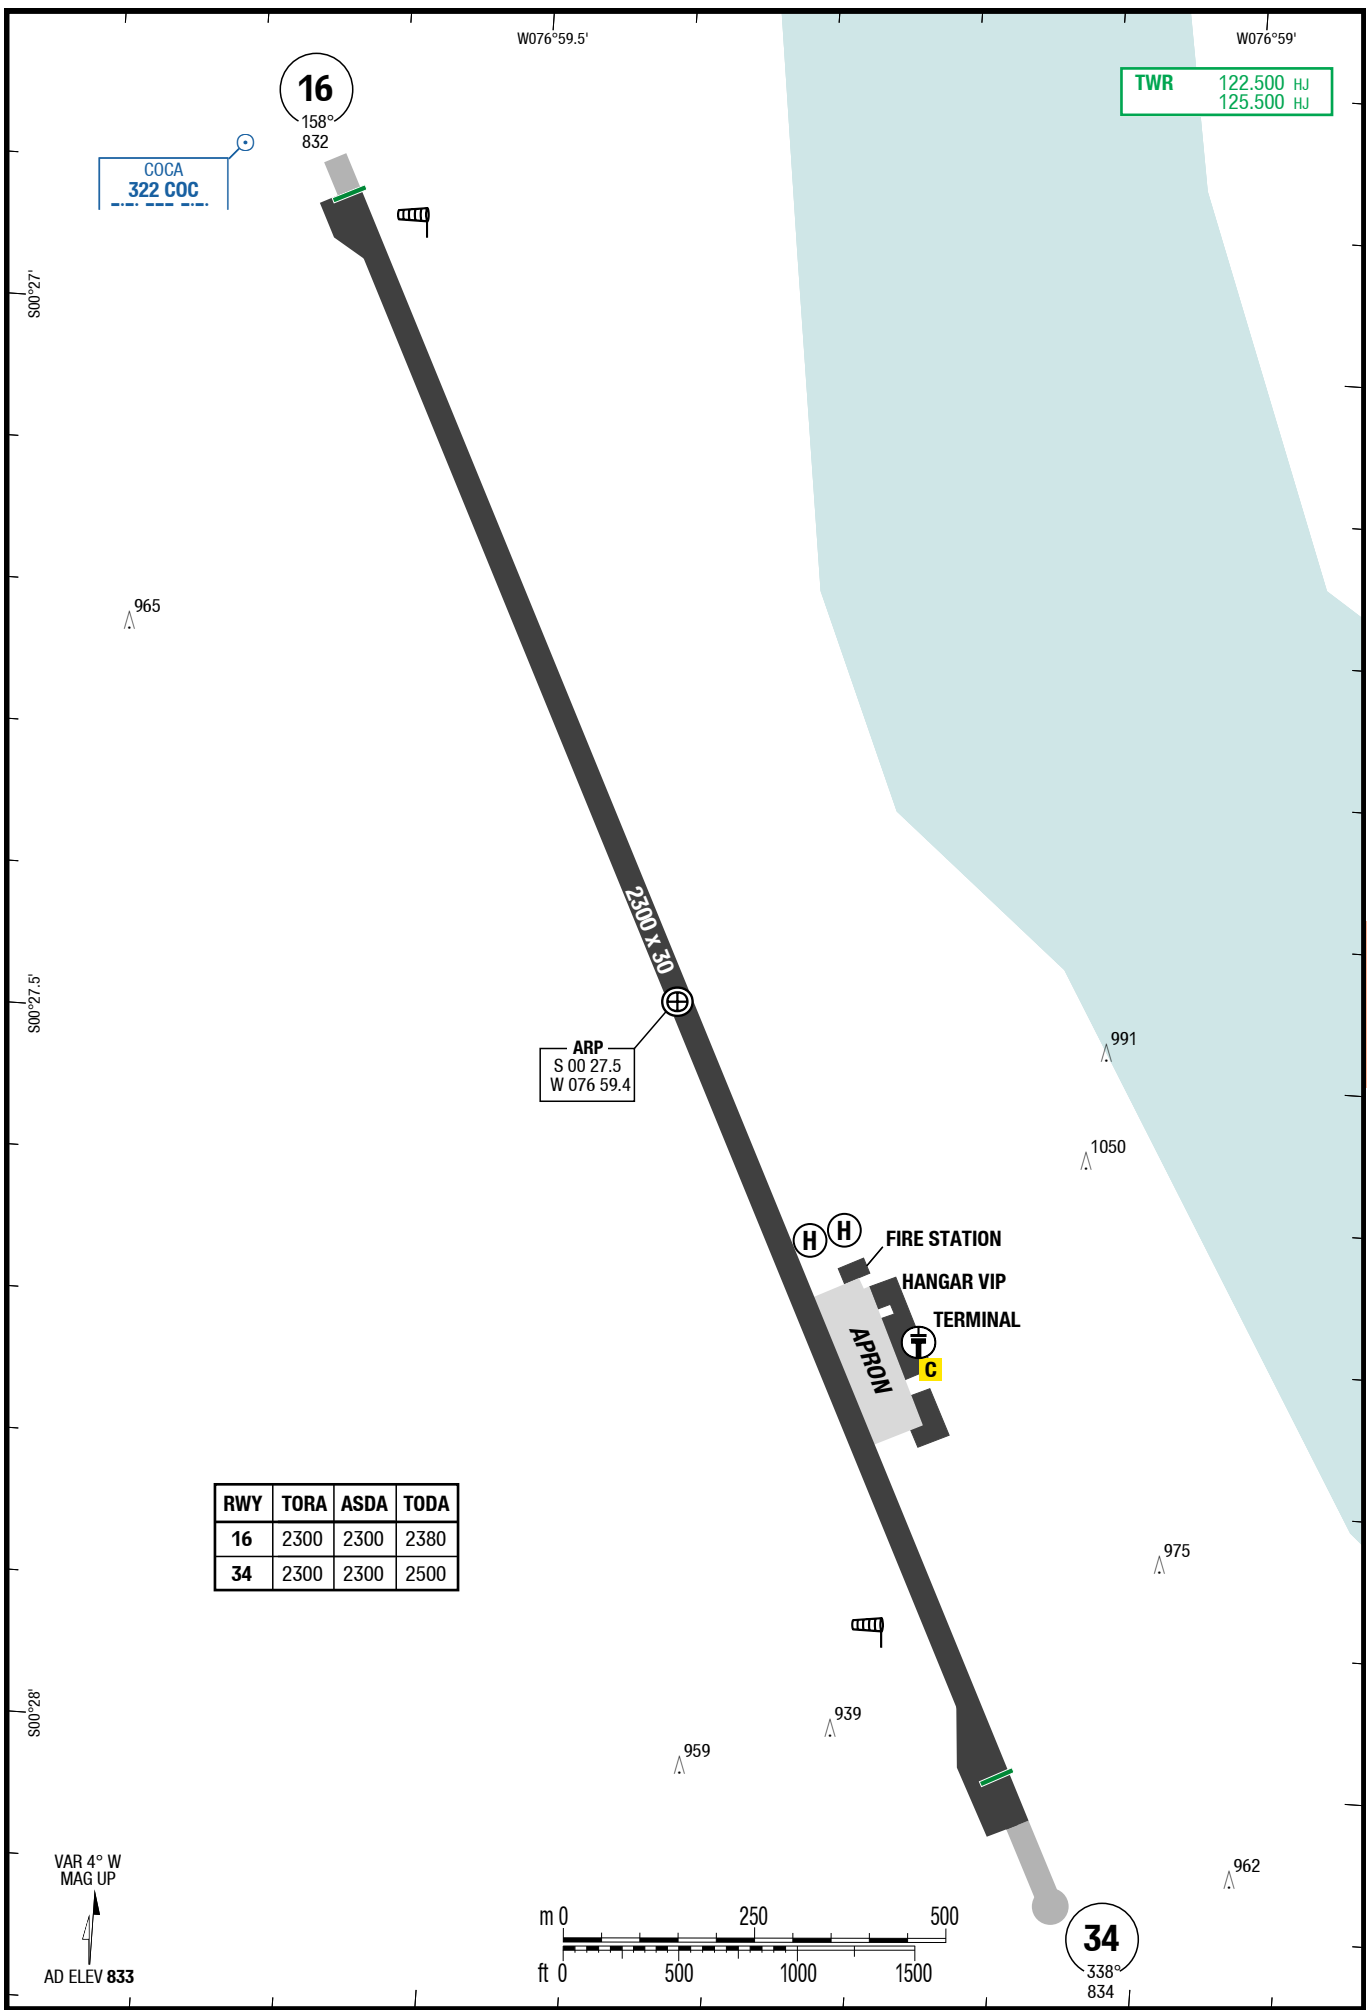 W076°59.5'
W076°59'
16
158°
832
TWR 122.500 HJ
125.500 HJ
COCA
322 COC
S00°27'
965
2300 x 30
S00°27.5'
ARP
S 00 27.5
W 076 59.4
991
1050
H H
FIRE STATION
HANGAR VIP
TERMINAL
T
C
APRON
RWY TORA ASDA TODA
16 2300 2300 2380
34 2300 2300 2500
975
S00°28'
939
959
962
VAR 4° W
MAG UP
AD ELEV 833
m 0 250 500
ft 0 500 1000 1500
34
338°
834